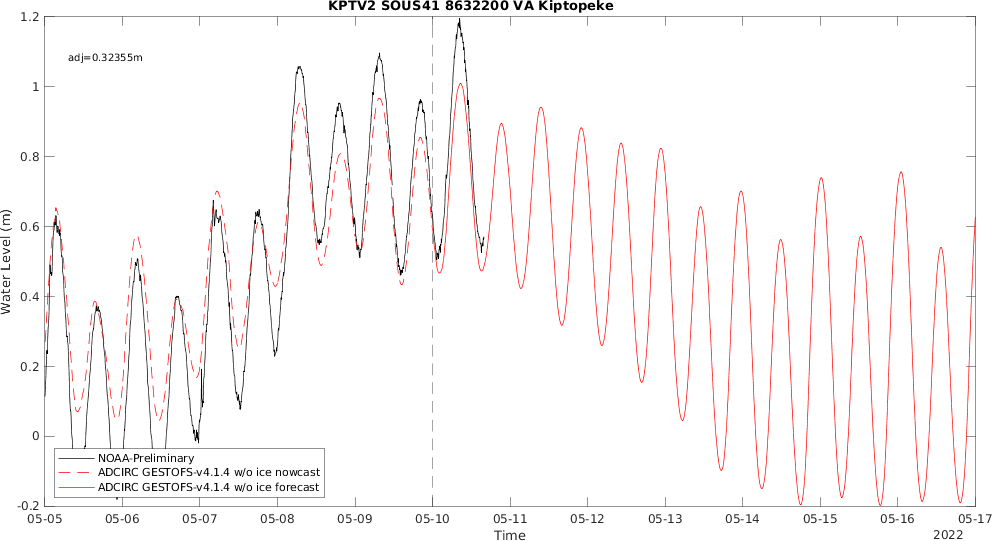 KPTV2 SOUS41 8632200 VA Kiptopeke
adj=0.32355m
Water Level (m)
1.2
1
0.8
0.6
0.4
0.2
0
-0.2
NOAA-Preliminary
ADCIRC GESTOFS-v4.1.4 w/o ice nowcast
ADCIRC GESTOFS-v4.1.4 w/o ice forecast
05-05 05-06 05-07 05-08 05-09 05-10 05-11 05-12 05-13 05-14 05-15 05-16 05-17
Time
2022